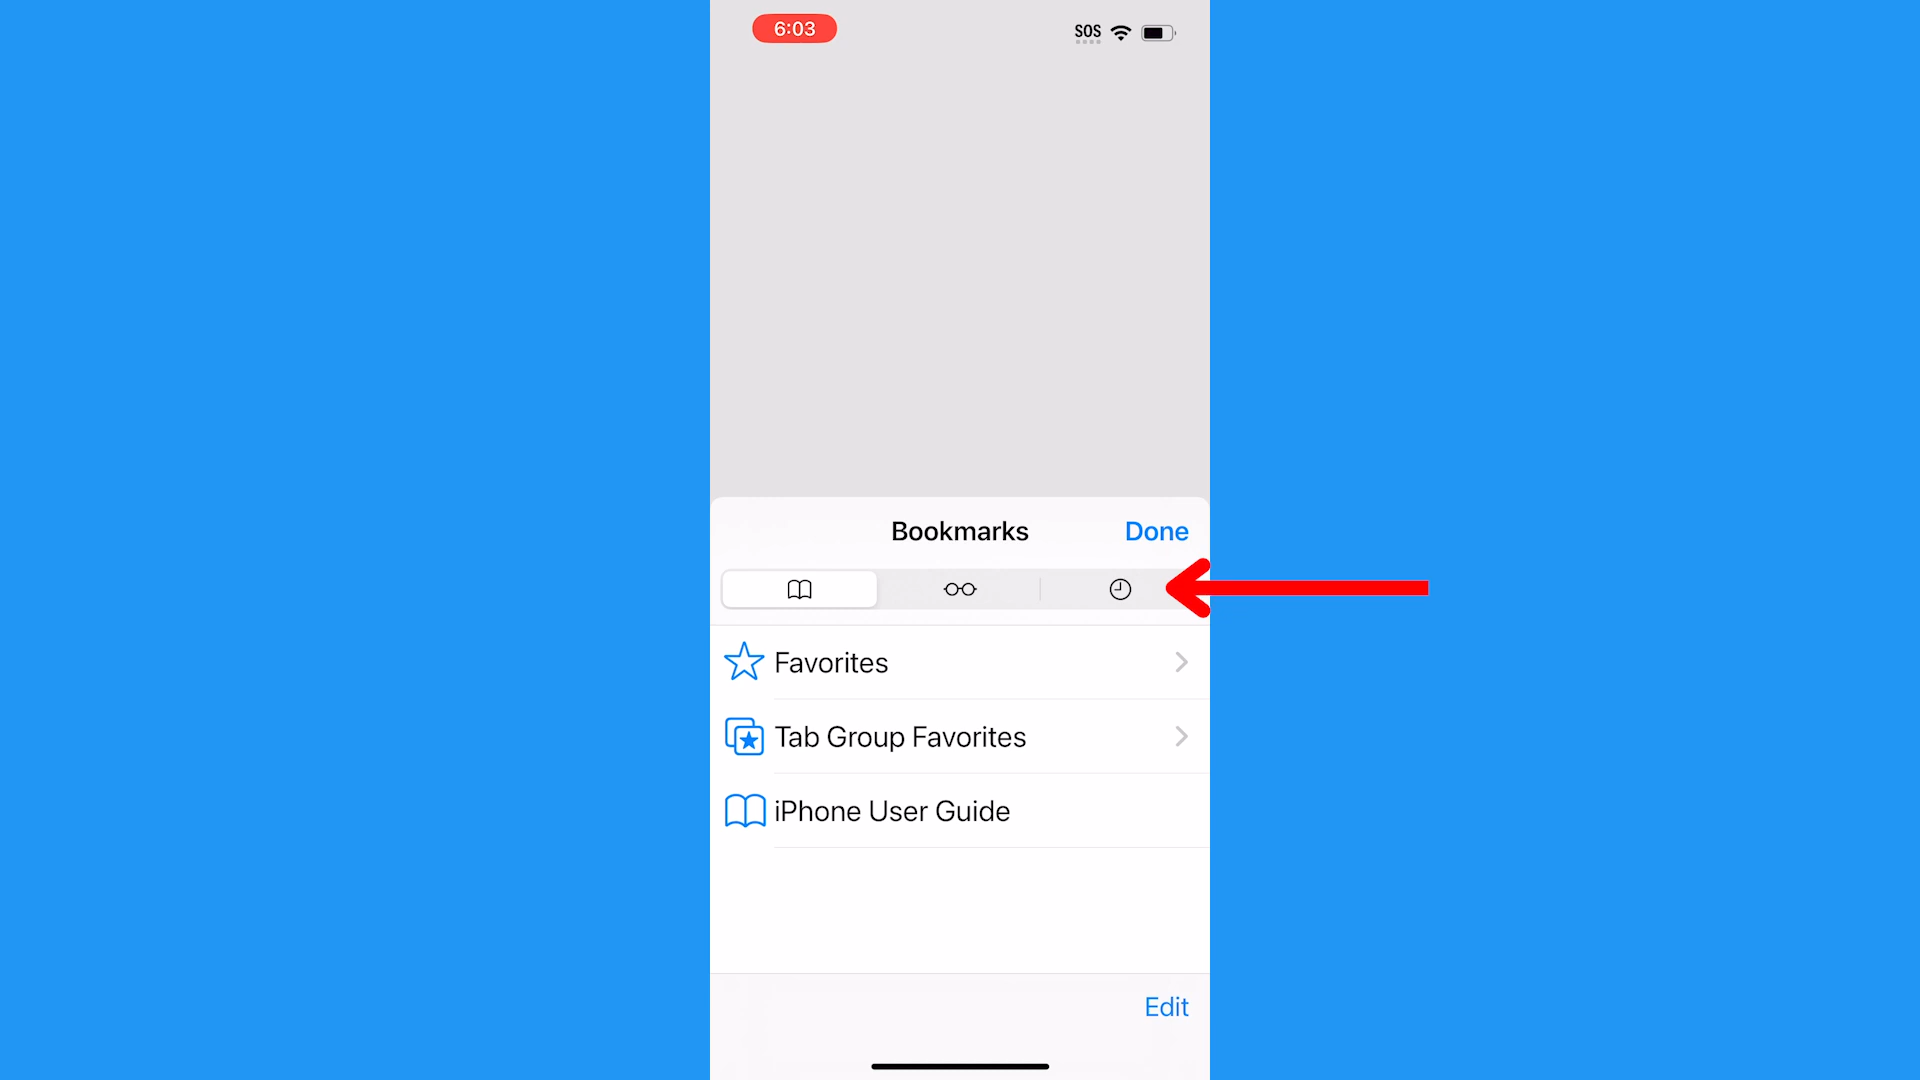 6:03
SOS
Bookmarks
Done
Favorites
Tab Group Favorites
iPhone User Guide
Edit